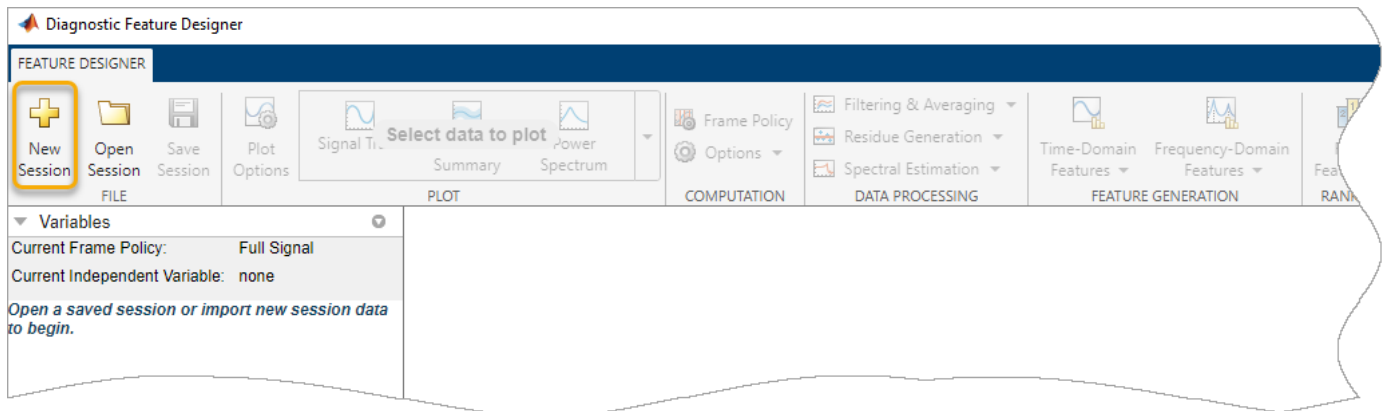 Diagnostic Feature Designer
FEATURE DESIGNER
New
Session
Open
Session
Save
Session
FILE
Plot
Options
Signal
Select data to plot
Power
Summary
Spectrum
PLOT
Frame Policy
Options
COMPUTATION
Filtering & Averaging
Residue Generation
Spectral Estimation
DATA PROCESSING
Time-Domain
Features
Frequency-Domain
Features
FEATURE GENERATION
Variables
Current Frame Policy: Full Signal
Current Independent Variable: none
Open a saved session or import new session data
to begin.